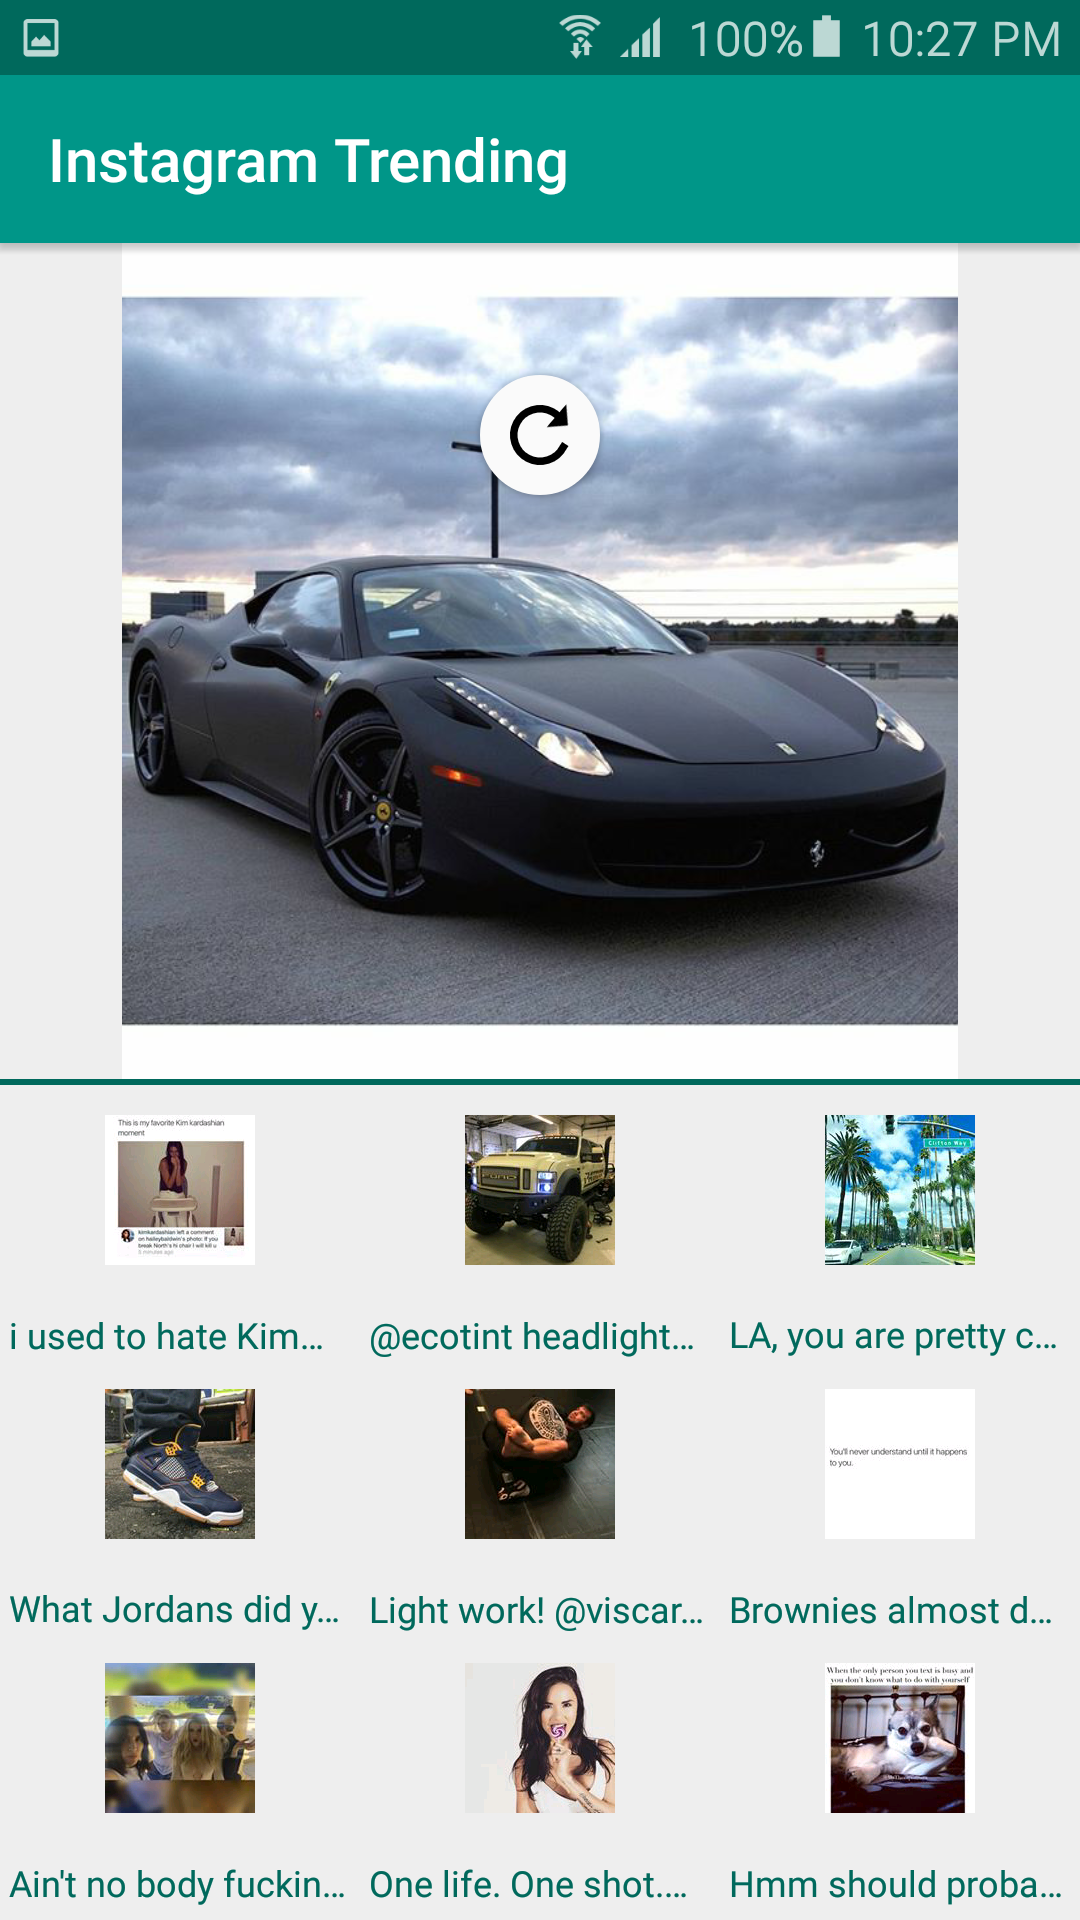 100% 10:27 PM
Instagram Trending
This is my favorite Kim kardashian
moment
kimkardashian left a comment
on haileybaldwin's photo: If you
break North's hi chair I will kill u
5 minutes ago
Clifton Way
i used to hate Kim...
@ecotint headlight...
LA, you are pretty c...
You'll never understand until it happens
to you.
What Jordans did y...
Light work! @viscar...
Brownies almost d...
When the only person you text is busy and
you don't know what to do with yourself
Ain't no body fuckin...
One life. One shot....
Hmm should proba...